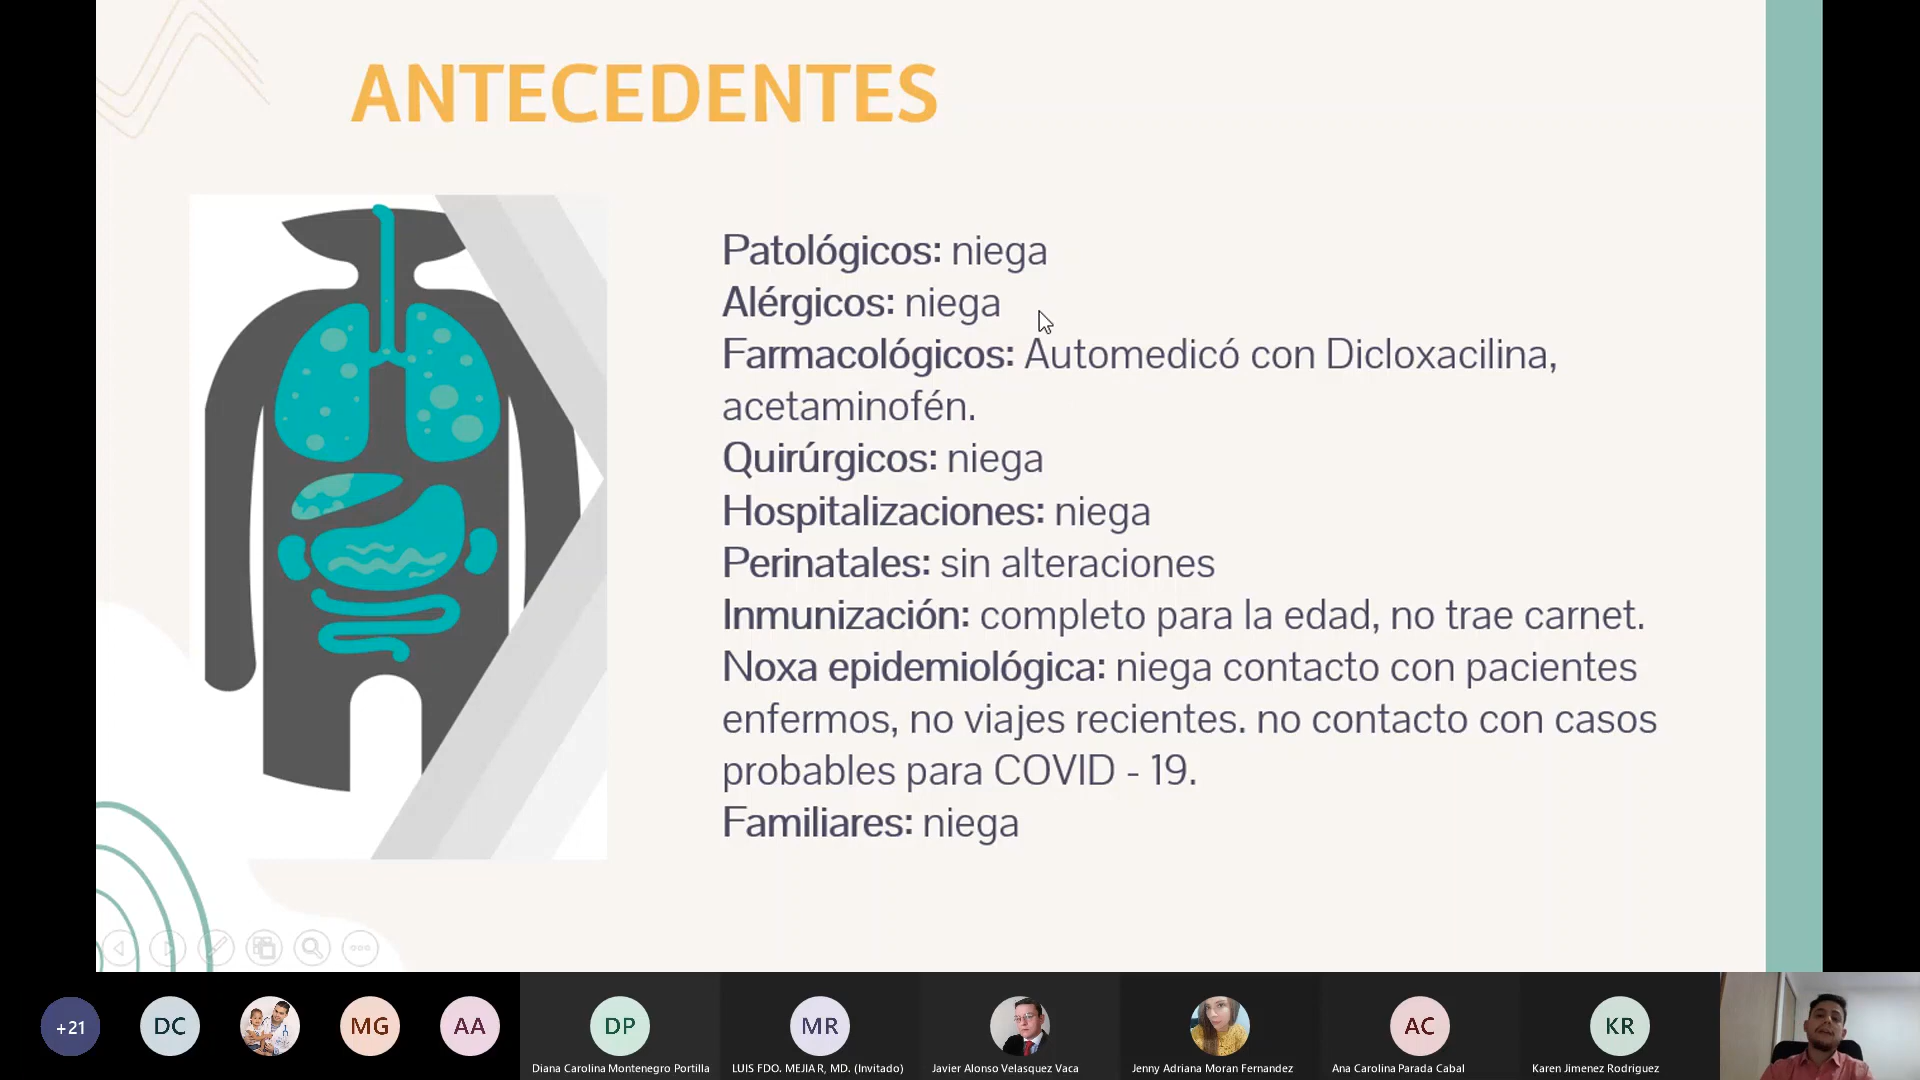 ANTECEDENTES
Patológicos: niega
Alérgicos: niega
Farmacológicos: Automedicó con Dicloxacilina,
acetaminofén.
Quirúrgicos: niega
Hospitalizaciones: niega
Perinatales: sin alteraciones
Inmunización: completo para la edad, no trae carnet.
Noxa epidemiológica: niega contacto con pacientes
enfermos, no viajes recientes. no contacto con casos
probables para COVID - 19.
Familiares: niega
+21
DC
MG
AA
DP
MR
AC
KR
Diana Carolina Montenegro Portilla
LUIS FDO. MEJIA R, MD. (Invitado)
Javier Alonso Velasquez Vaca
Jenny Adriana Moran Fernandez
Ana Carolina Parada Cabal
Karen Jimenez Rodriguez